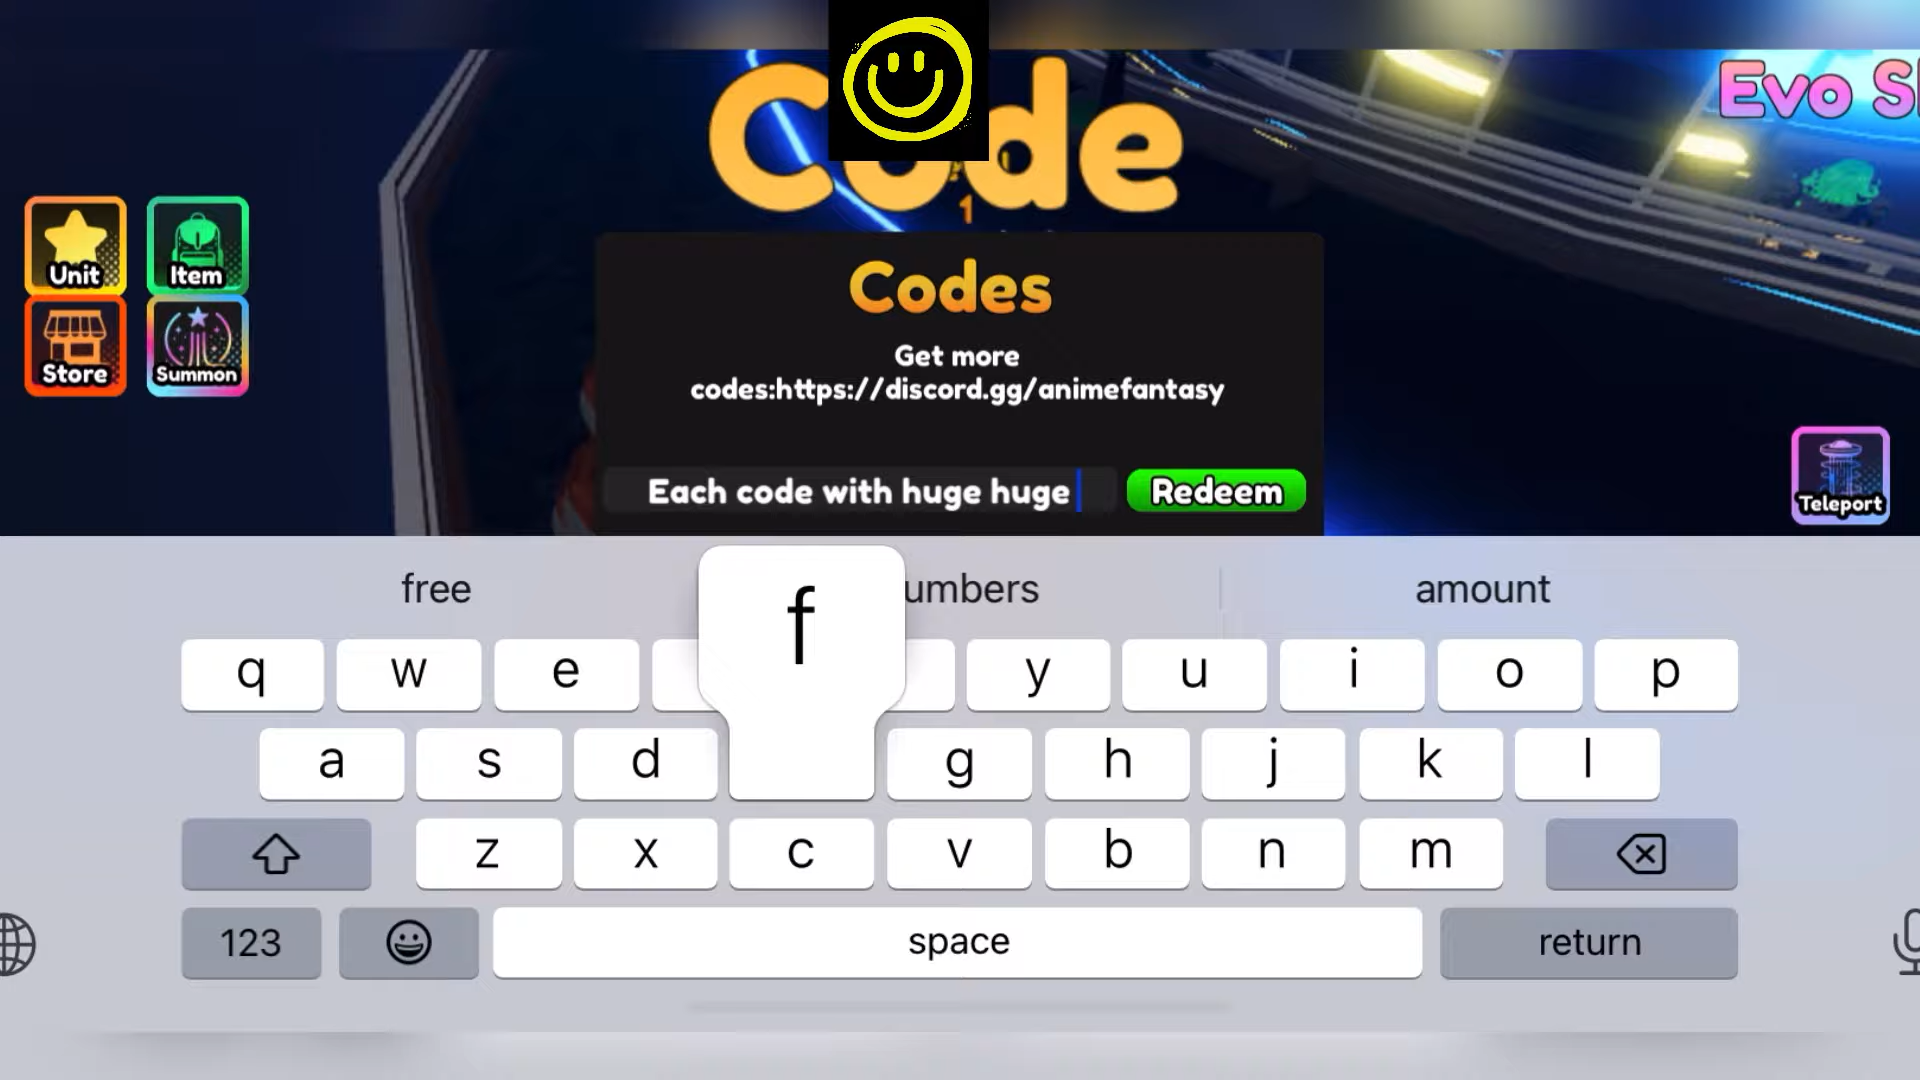 Code
Evo
1
Unit
Item
Store
Summon
Codes
Get more
codes:https://discord.gg/animefantasy
Each code with huge huge
Redeem
Teleport
free
umbers
amount
f
q w e y u i o p
a s d g h j k l
z x c v b n m
123
space
return